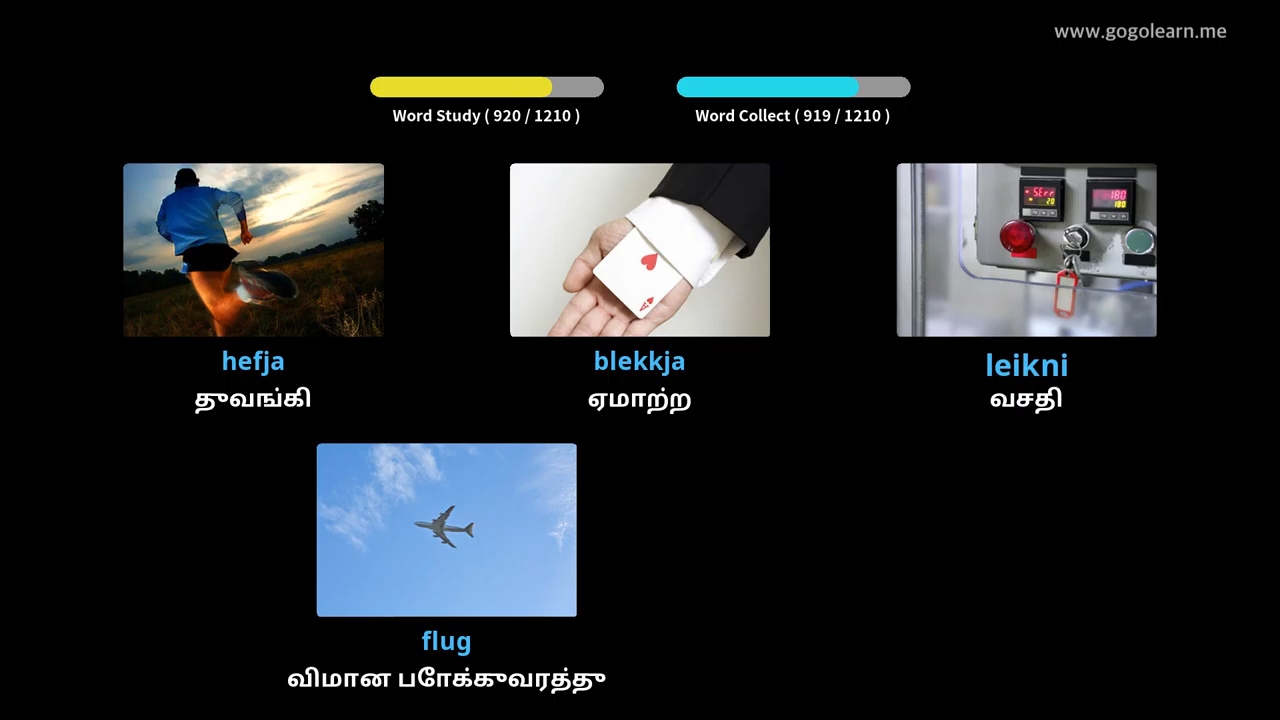 www.gogolearn.me
Word Study ( 920 / 1210 )
Word Collect ( 919 / 1210 )
hefja
துவங்கி
blekkja
ஏமாற்ற
leikni
வசதி
flug
விமான போக்குவரத்து